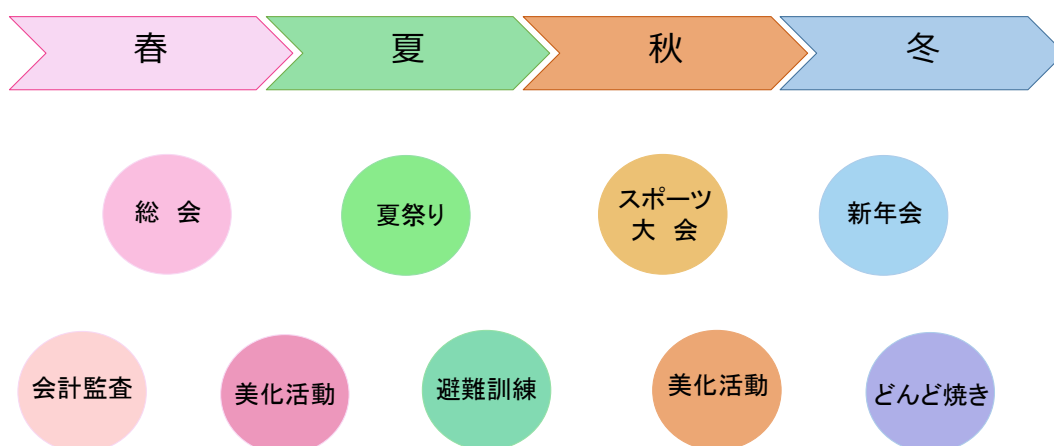 春
夏
秋
冬
総　会
夏祭り
スポーツ
大　会
新年会
会計監査
美化活動
避難訓練
美化活動
どんど焼き